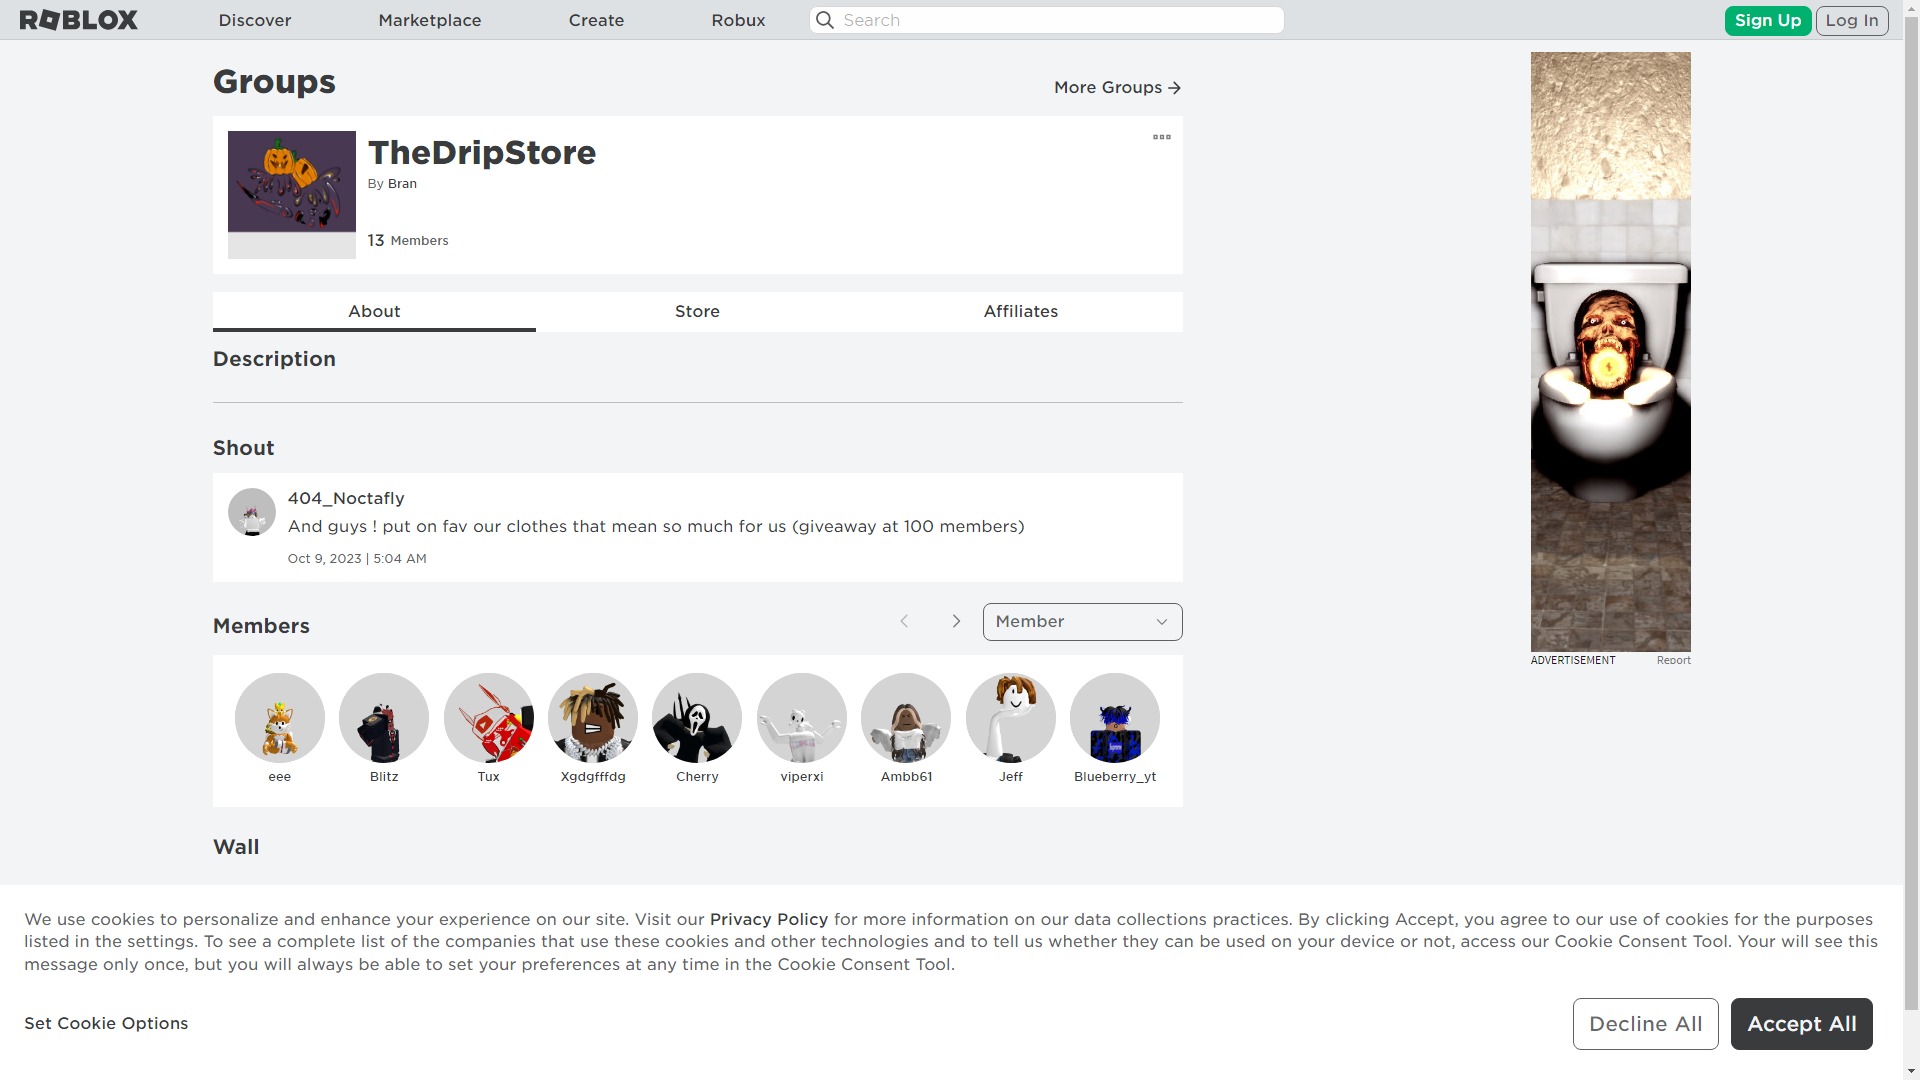 ROBLOX
Discover
Marketplace
Create
Robux
Search
Sign Up
Log In
Groups
More Groups
TheDripStore
By Bran
13 Members
About
Store
Affiliates
Description
Shout
404_Noctafly
And guys ! put on fav our clothes that mean so much for us (giveaway at 100 members)
Oct 9, 2023 | 5:04 AM
Members
Member
eee
Blitz
Tux
Xgdgfffdg
Cherry
viperxi
Ambb61
Jeff
Blueberry_yt
Wall
ADVERTISEMENT
Report
We use cookies to personalize and enhance your experience on our site. Visit our Privacy Policy for more information on our data collections practices. By clicking Accept, you agree to our use of cookies for the purposes
listed in the settings. To see a complete list of the companies that use these cookies and other technologies and to tell us whether they can be used on your device or not, access our Cookie Consent Tool. Your will see this
message only once, but you will always be able to set your preferences at any time in the Cookie Consent Tool.
Set Cookie Options
Decline All
Accept All